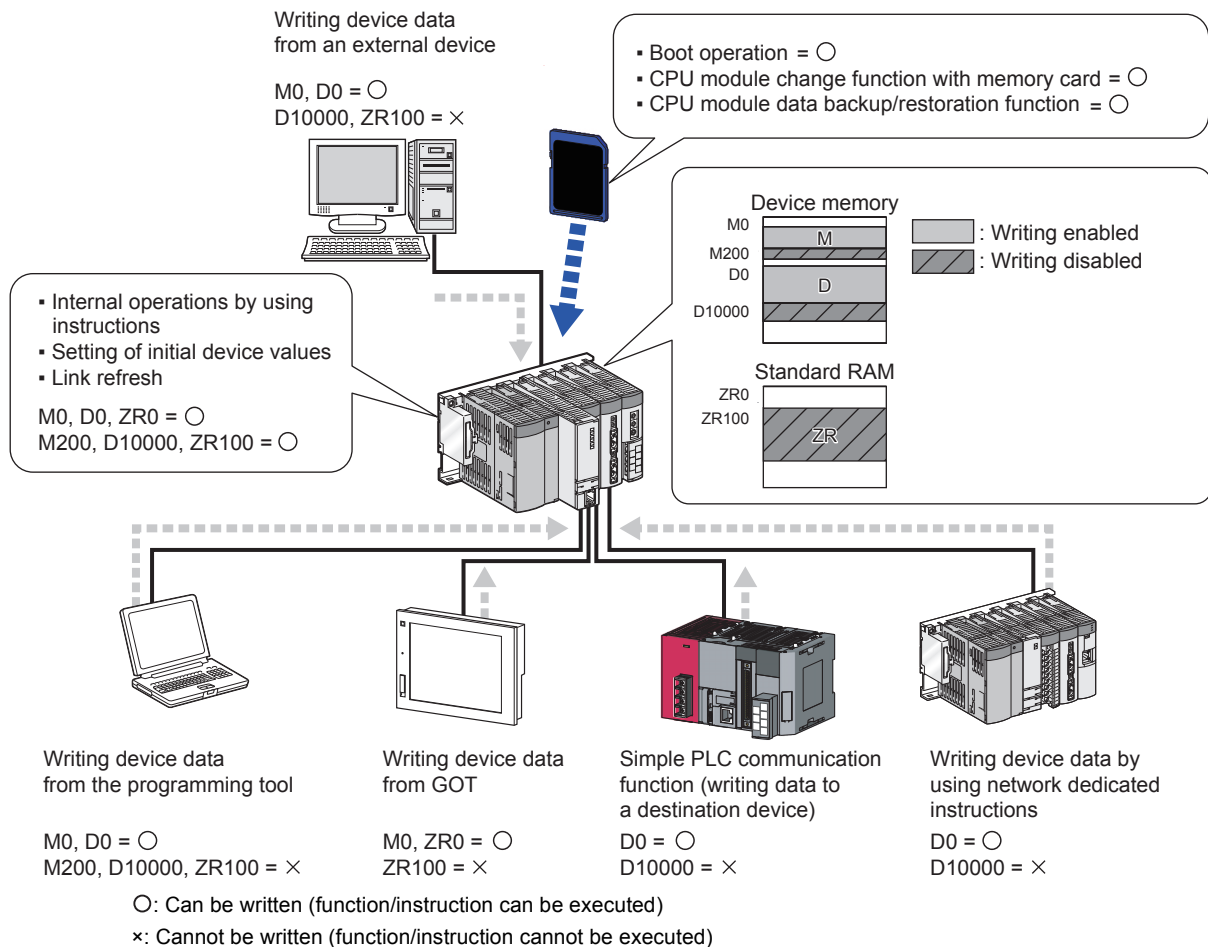 Writing device data
from an external device
M0, D0 = ○
D10000, ZR100 = ×
▪ Boot operation = ○
▪ CPU module change function with memory card = ○
▪ CPU module data backup/restoration function = ○
Device memory
M0
M
M200
D0
D
D10000
: Writing enabled
: Writing disabled
Standard RAM
ZR0
ZR100
ZR
▪ Internal operations by using
instructions
▪ Setting of initial device values
▪ Link refresh
M0, D0, ZR0 = ○
M200, D10000, ZR100 = ○
Writing device data
from the programming tool
M0, D0 = ○
M200, D10000, ZR100 = ×
Writing device data
from GOT
M0, ZR0 = ○
ZR100 = ×
Simple PLC communication
function (writing data to
a destination device)
D0 = ○
D10000 = ×
Writing device data by
using network dedicated
instructions
D0 = ○
D10000 = ×
○: Can be written (function/instruction can be executed)
×: Cannot be written (function/instruction cannot be executed)